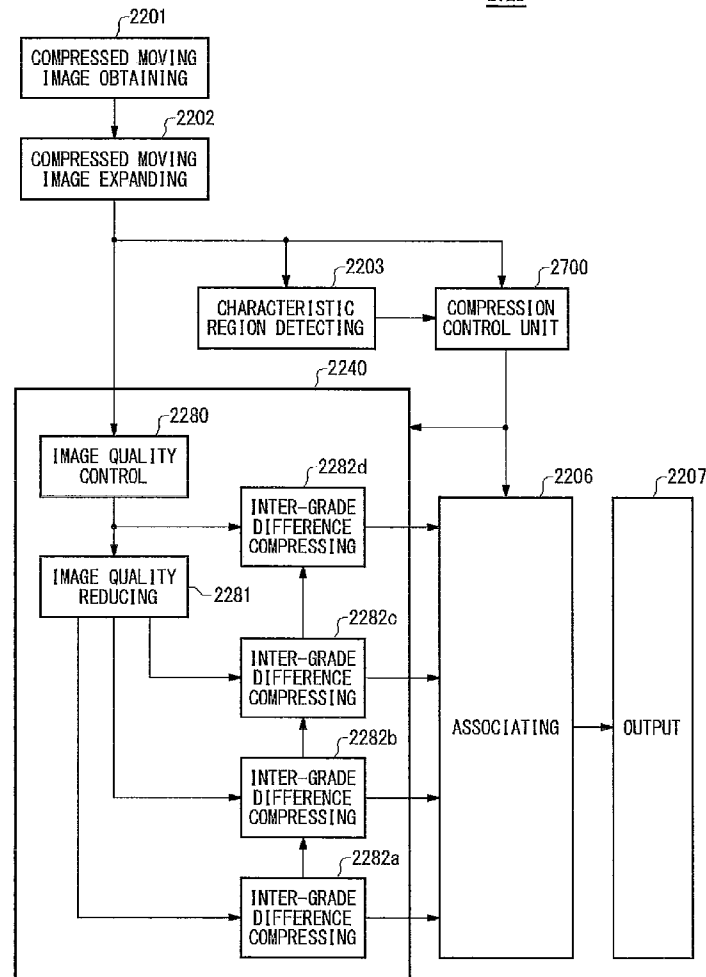 2201
COMPRESSED MOVING
IMAGE OBTAINING
2202
COMPRESSED MOVING
IMAGE EXPANDING
2203
CHARACTERISTIC
REGION DETECTING
2700
COMPRESSION
CONTROL UNIT
2240
2280
IMAGE QUALITY
CONTROL
2282d
INTER-GRADE
DIFFERENCE
COMPRESSING
2206
ASSOCIATING
2207
OUTPUT
IMAGE QUALITY
REDUCING
2281
2282c
INTER-GRADE
DIFFERENCE
COMPRESSING
2282b
INTER-GRADE
DIFFERENCE
COMPRESSING
2282a
INTER-GRADE
DIFFERENCE
COMPRESSING